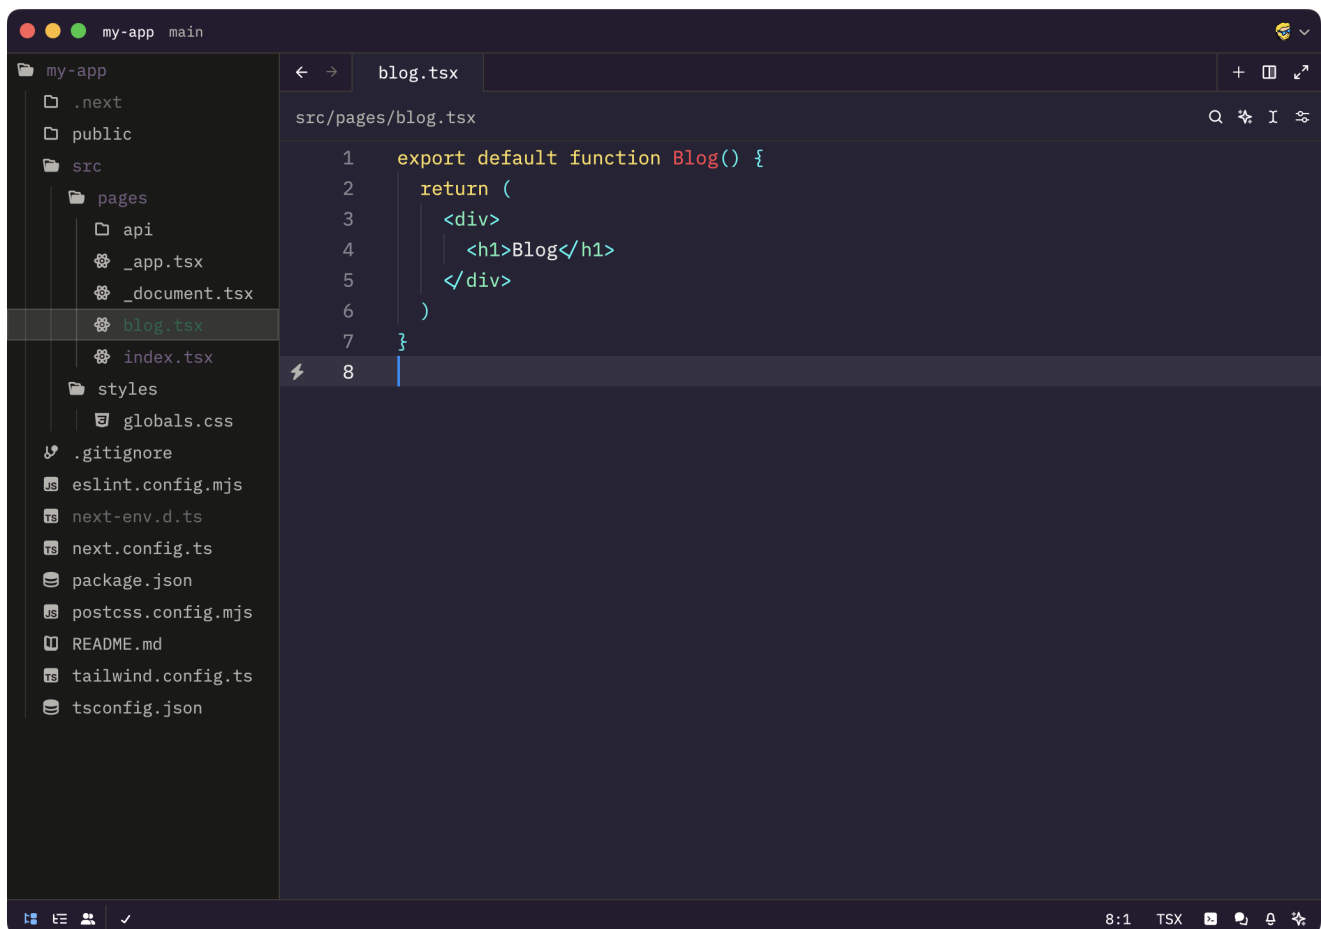 my-app main
my-app
.next
public
src
pages
api
_app.tsx
_document.tsx
blog.tsx
index.tsx
styles
globals.css
.gitignore
eslint.config.mjs
next-env.d.ts
next.config.ts
package.json
postcss.config.mjs
README.md
tailwind.config.ts
tsconfig.json
blog.tsx
src/pages/blog.tsx
1 export default function Blog() {
2 return (
3 <div>
4 <h1>Blog</h1>
5 </div>
6 )
7 }
8
8:1 TSX